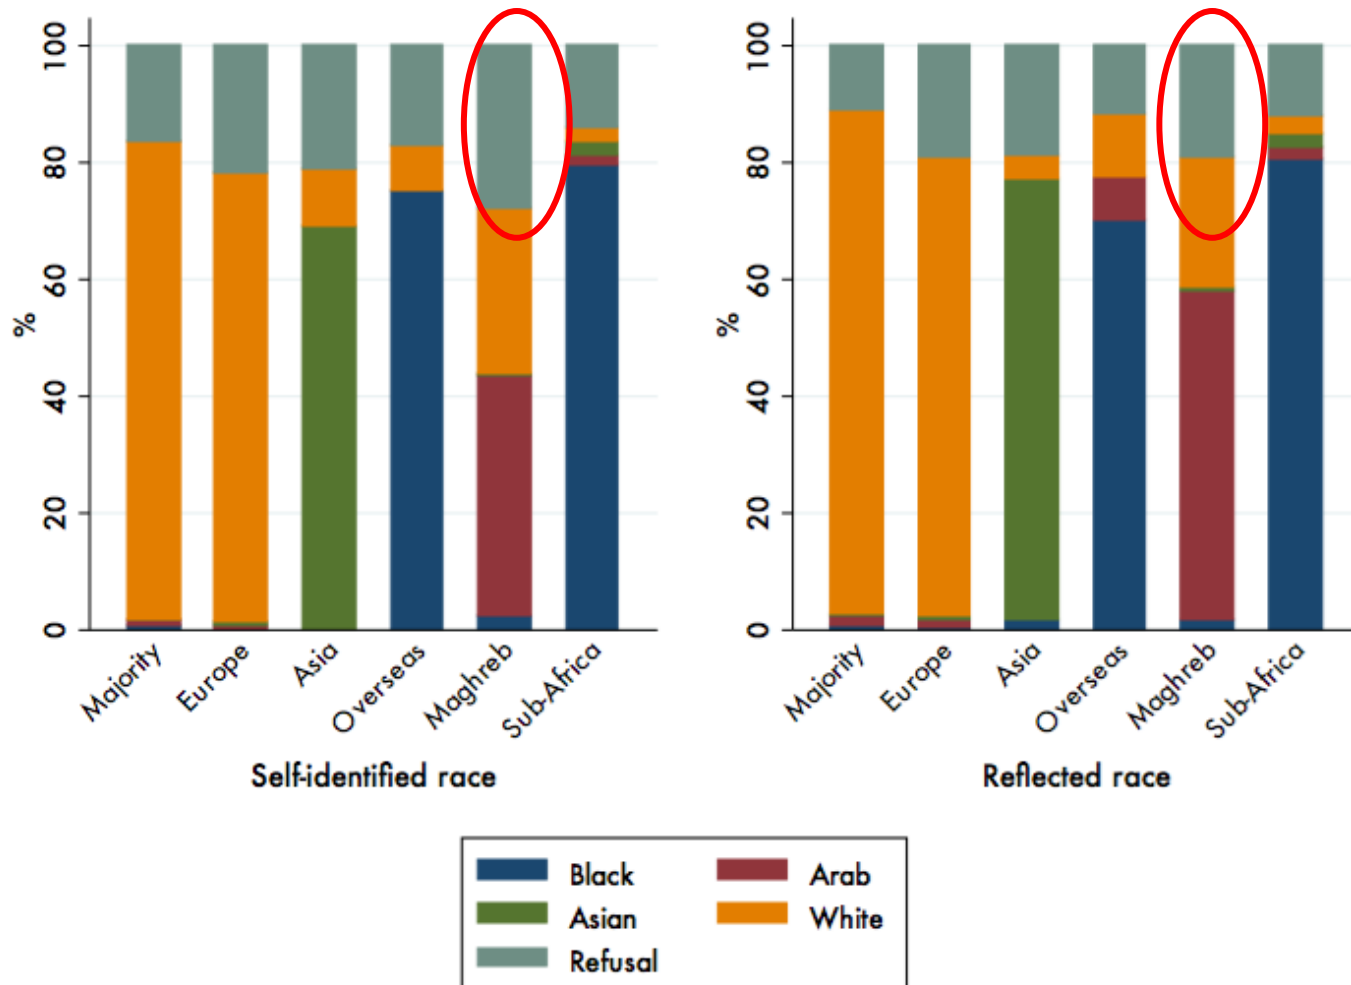 100
80
60
40
20
0
%
Majority
Europe
Asia
Overseas
Maghreb
Sub-Africa
Self-identified race
100
80
60
40
20
0
%
Majority
Europe
Asia
Overseas
Maghreb
Sub-Africa
Reflected race
Black Arab
Asian White
Refusal